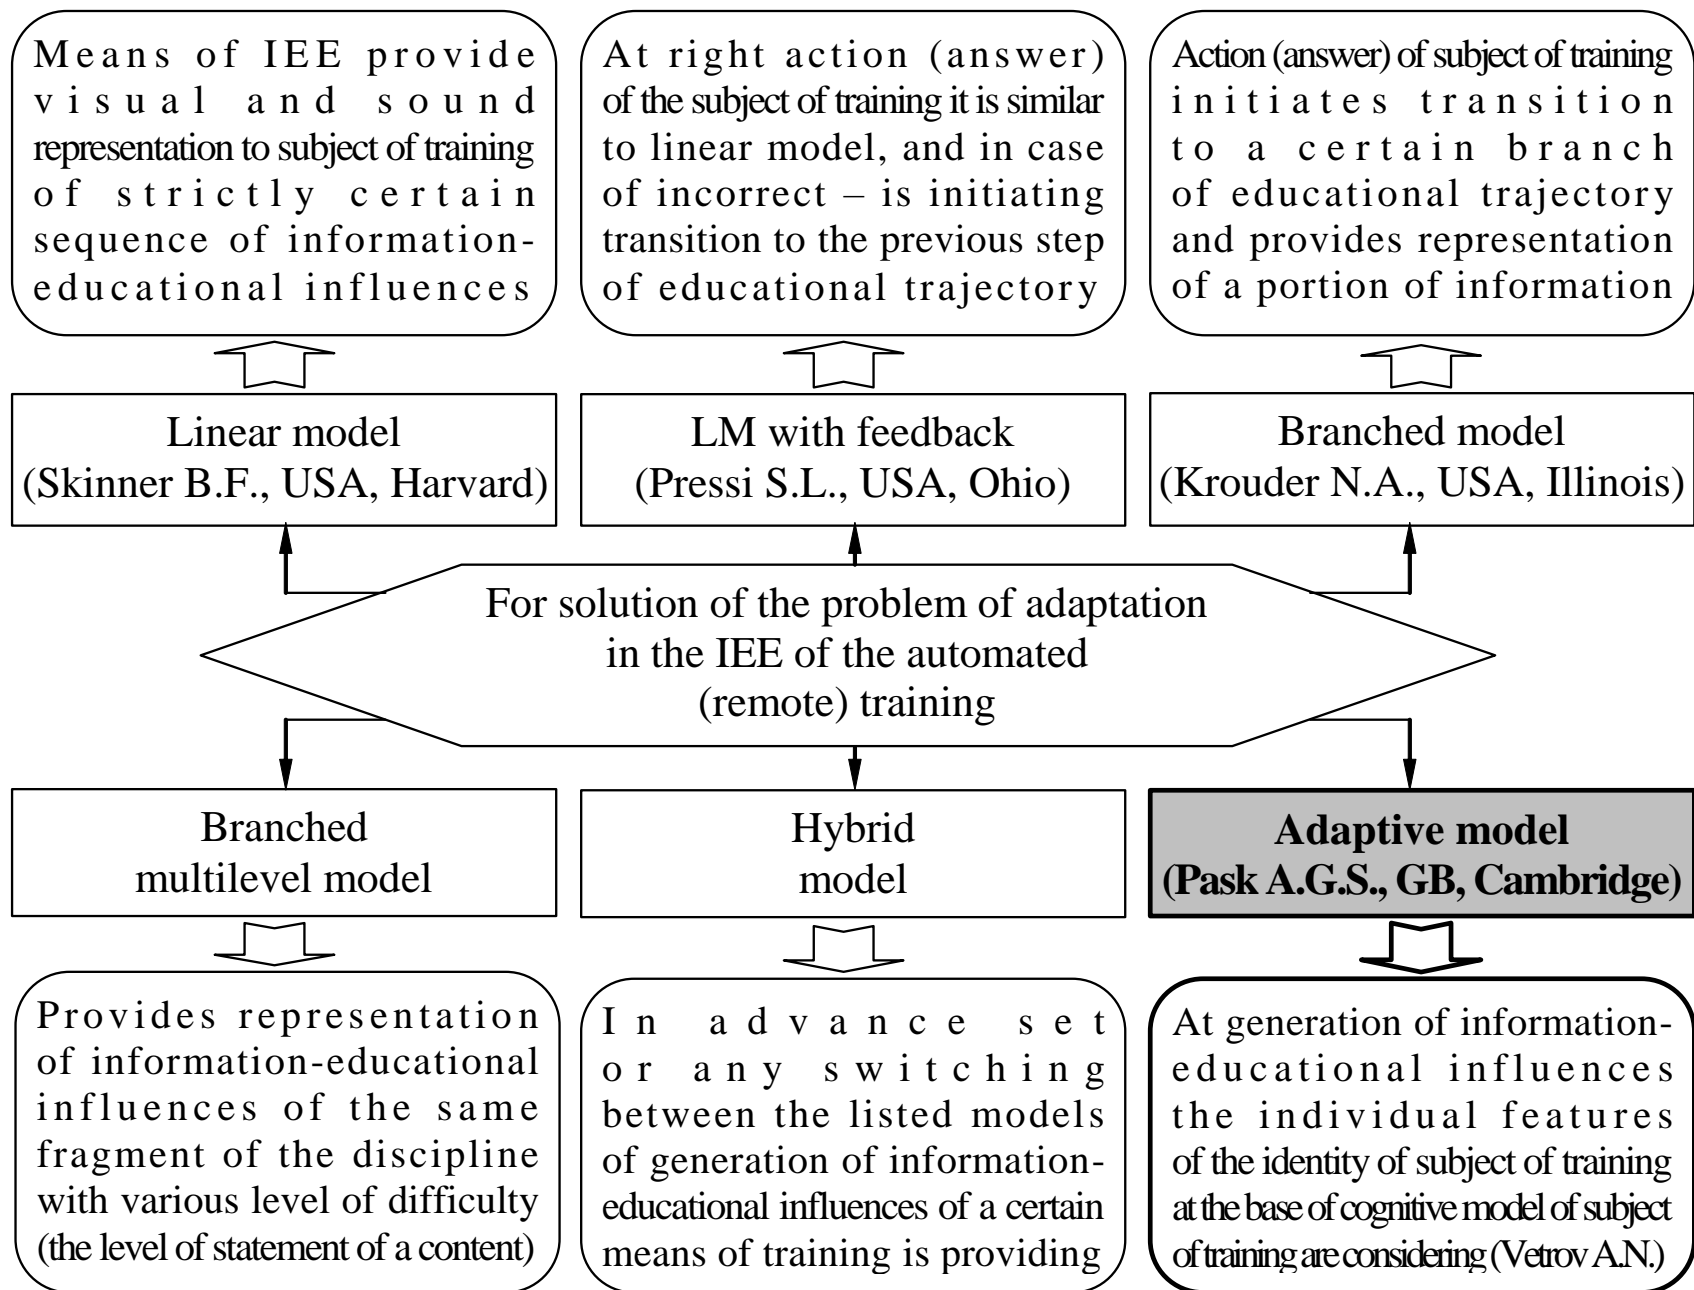 Means of IEE provide
visual and sound
representation to subject of training
of strictly certain
sequence of information-
educational influences
At right action (answer)
of the subject of training it is similar
to linear model, and in case
of incorrect – is initiating
transition to the previous step
of educational trajectory
Action (answer) of subject of training
initiates transition
to a certain branch
of educational trajectory
and provides representation
of a portion of information
Linear model
(Skinner B.F., USA, Harvard)
LM with feedback
(Pressi S.L., USA, Ohio)
Branched model
(Krouder N.A., USA, Illinois)
For solution of the problem of adaptation
in the IEE of the automated
(remote) training
Branched
multilevel model
Hybrid
model
Adaptive model
(Pask A.G.S., GB, Cambridge)
Provides representation
of information-educational
influences of the same
fragment of the discipline
with various level of difficulty
(the level of statement of a content)
In advance set
or any switching
between the listed models
of generation of information-
educational influences of a certain
means of training is providing
At generation of information-
educational influences
the individual features
of the identity of subject of training
at the base of cognitive model of subject
of training are considering (Vetrov A.N.)